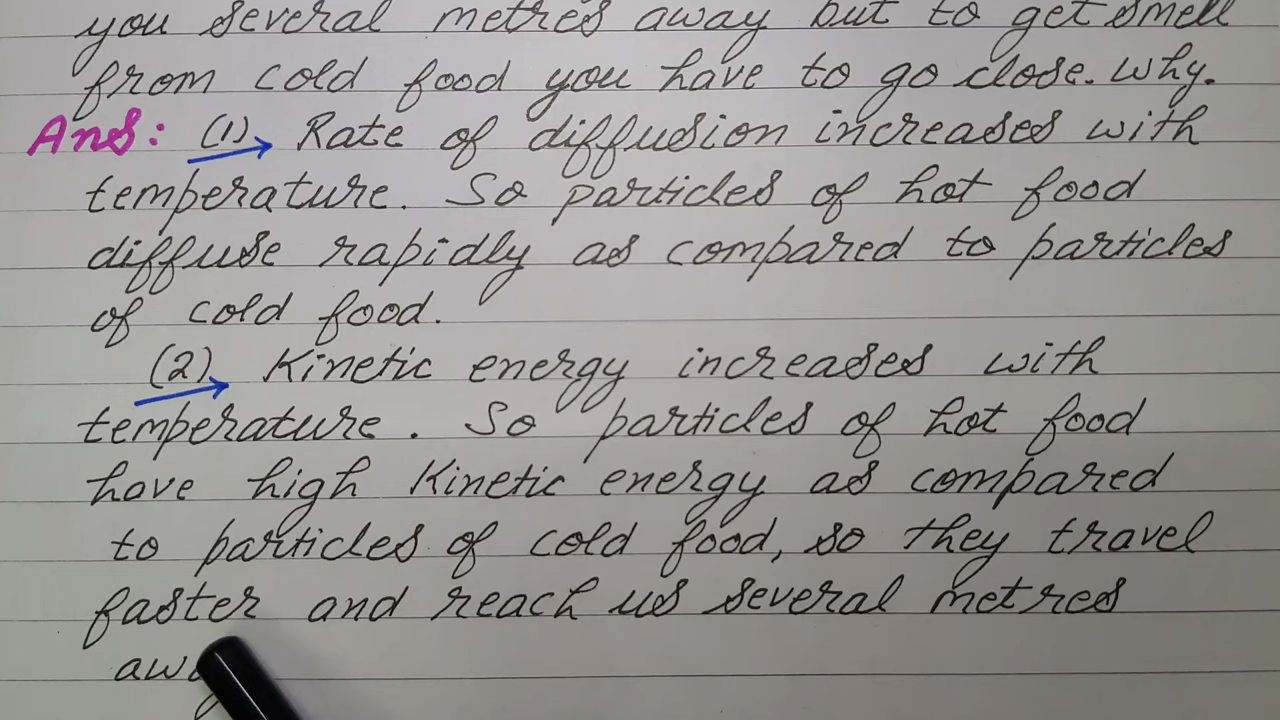 you several metres away but to get smell
from cold food you have to go close. Why.
Ans: (1) Rate of diffusion increases with
temperature. So particles of hot food
diffuse rapidly as compared to particles
of cold food.
(2) Kinetic energy increases with
temperature. So particles of hot food
have high Kinetic energy as compared
to particles of cold food, so they travel
faster and reach us several metres